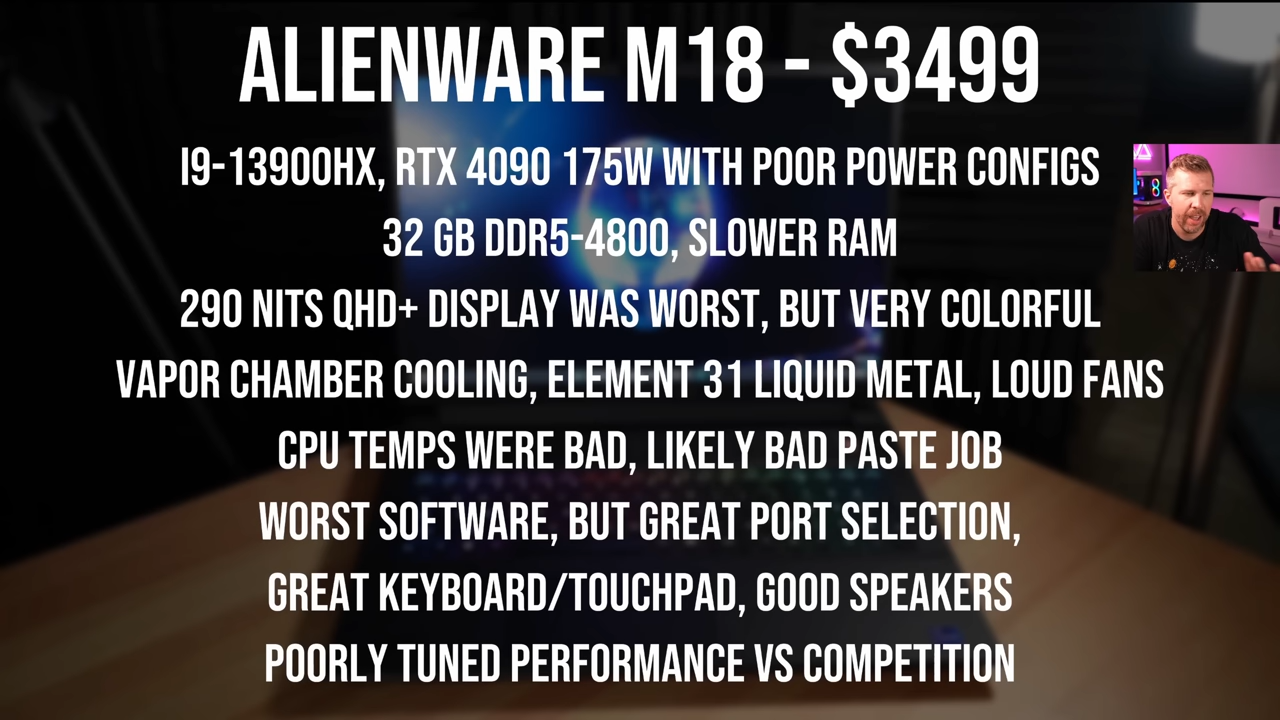 ALIENWARE M18 - $3499
I9-13900HX, RTX 4090 175W WITH POOR POWER CONFIGS
32 GB DDR5-4800, SLOWER RAM
290 NITS QHD+ DISPLAY WAS WORST, BUT VERY COLORFUL
VAPOR CHAMBER COOLING, ELEMENT 31 LIQUID METAL, LOUD FANS
CPU TEMPS WERE BAD, LIKELY BAD PASTE JOB
WORST SOFTWARE, BUT GREAT PORT SELECTION,
GREAT KEYBOARD/TOUCHPAD, GOOD SPEAKERS
POORLY TUNED PERFORMANCE VS COMPETITION